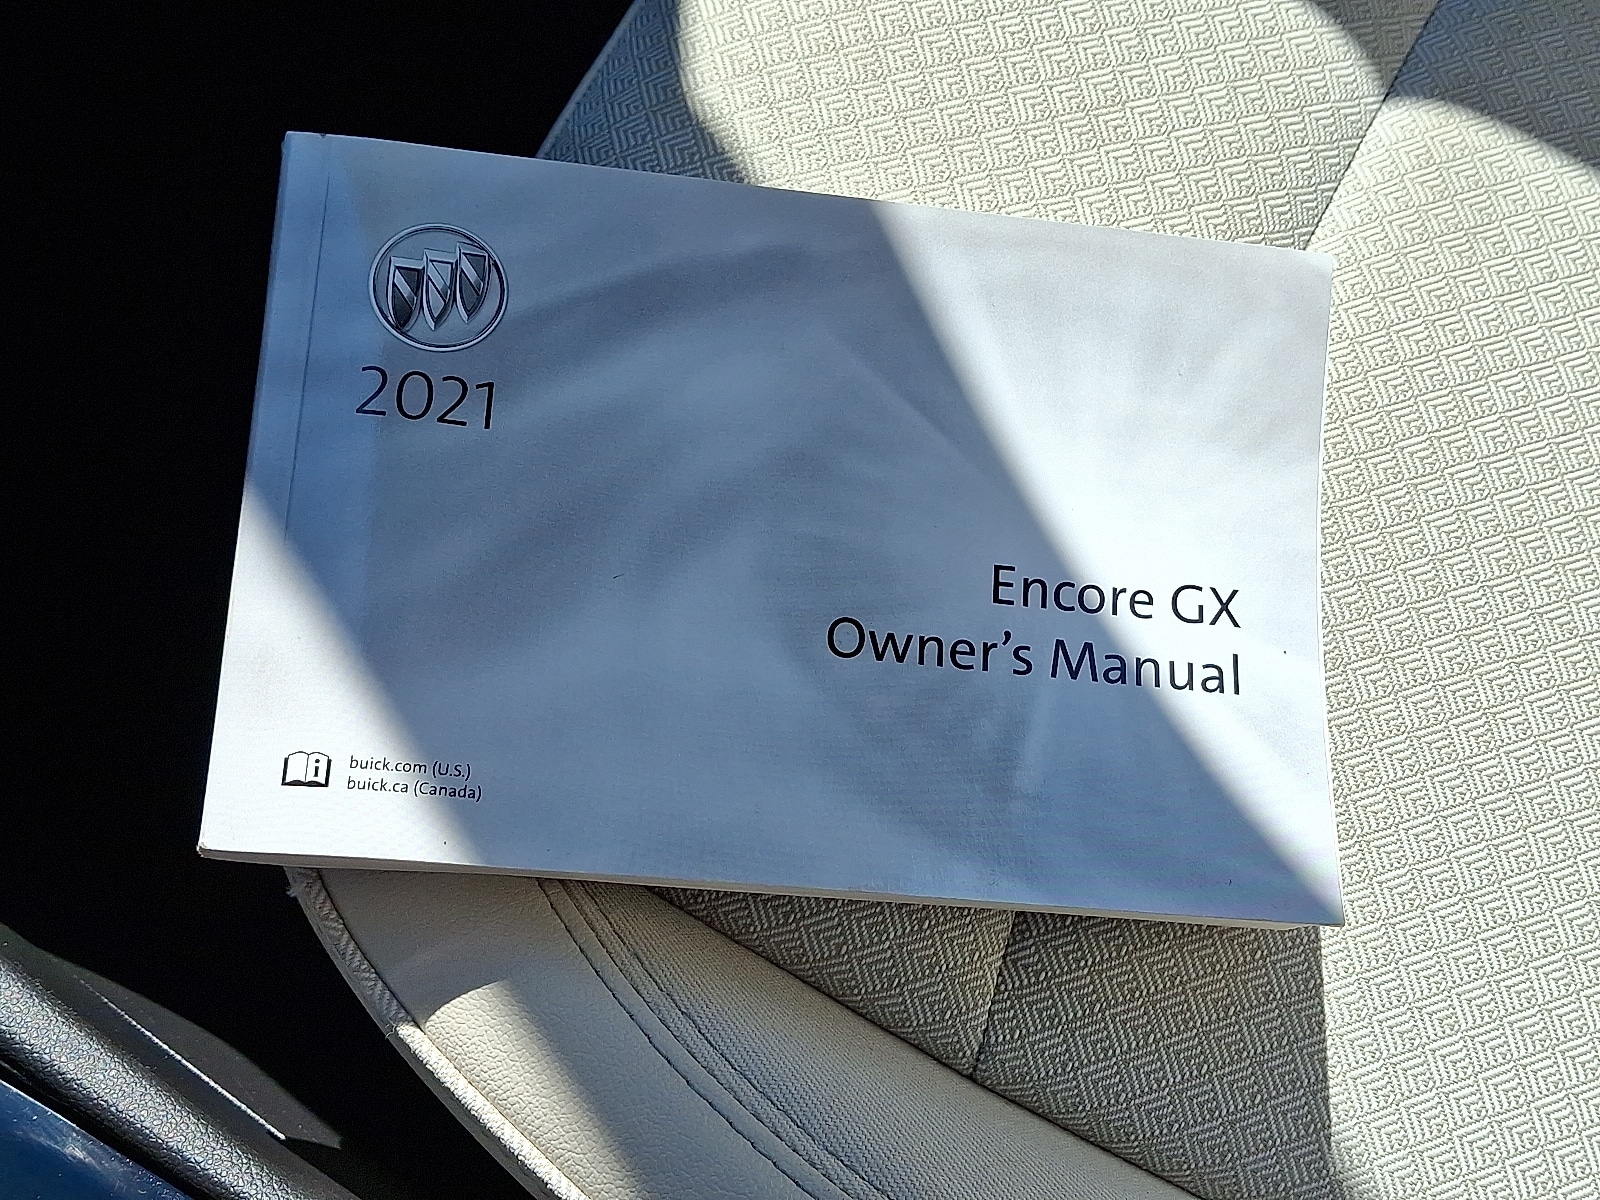 2021
Encore GX
Owner's Manual
buick.com (U.S.)
buick.ca (Canada)